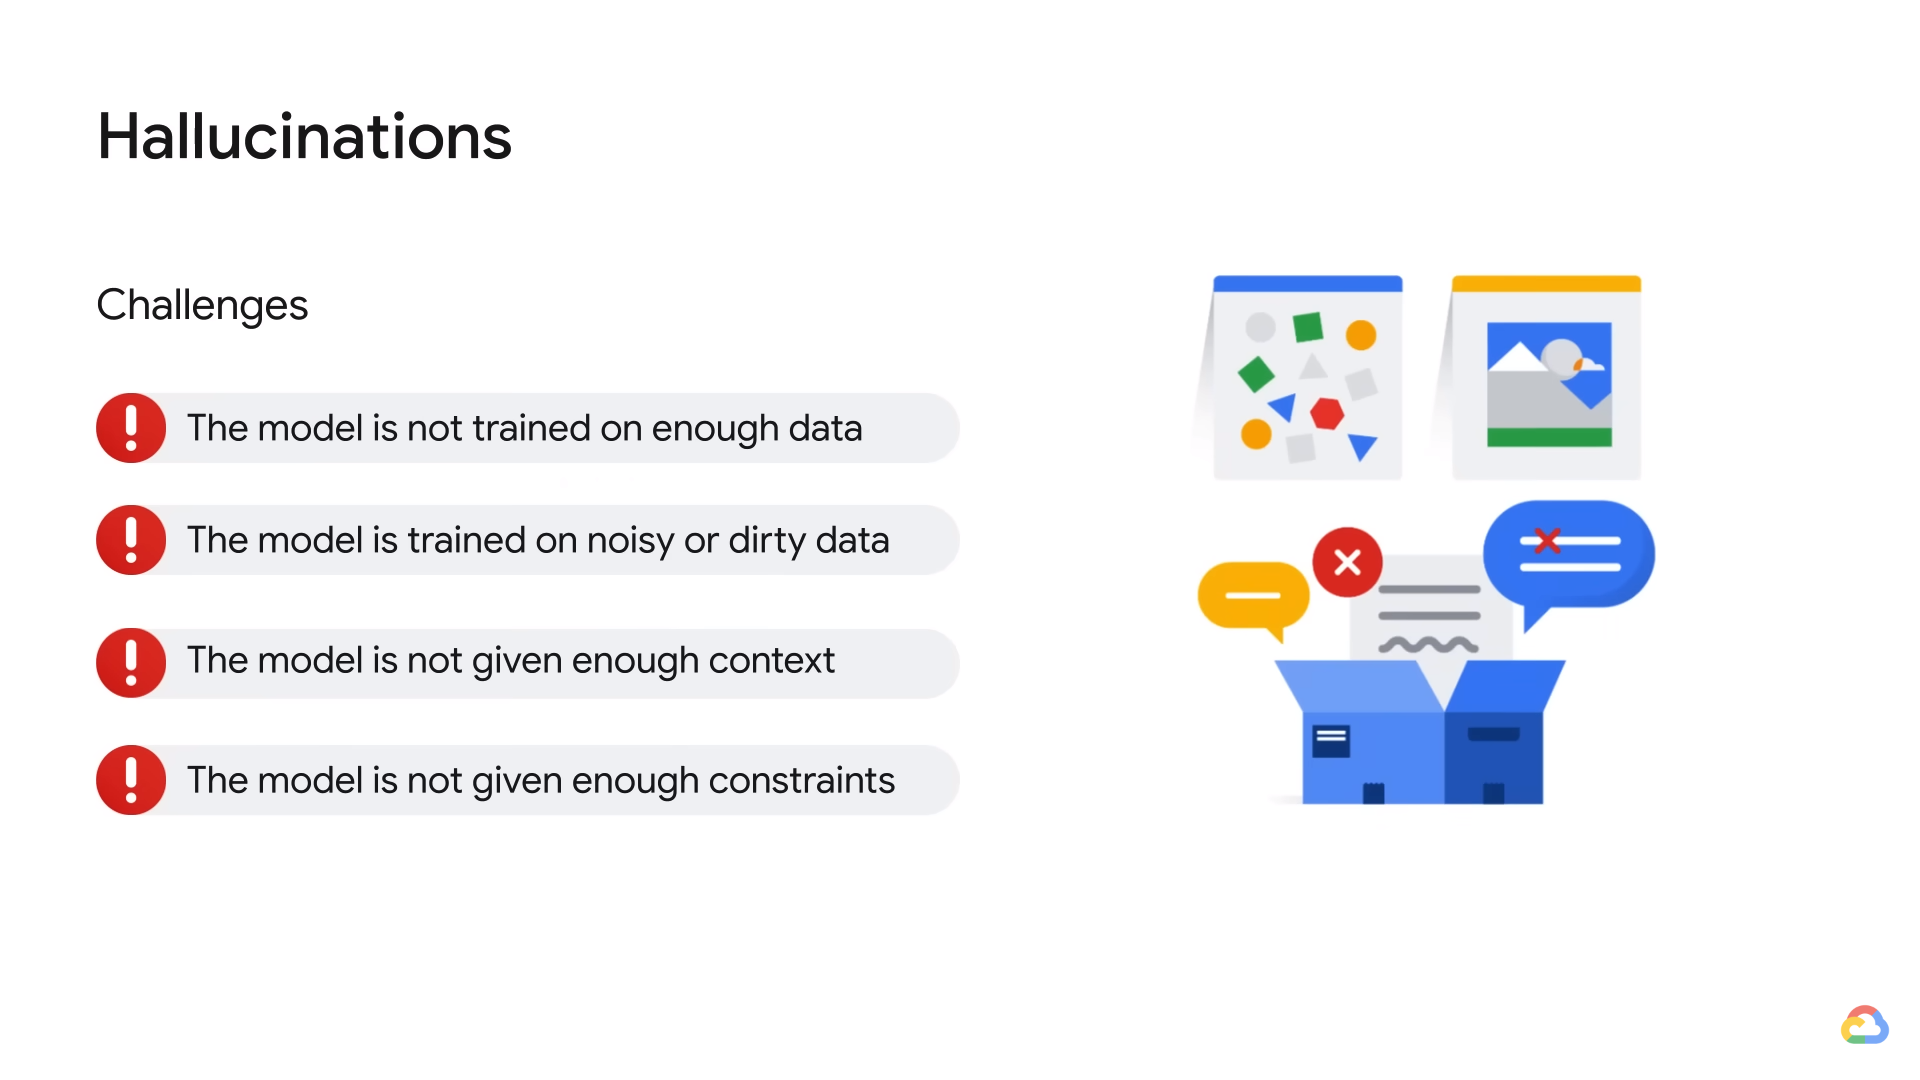 Hallucinations
Challenges
The model is not trained on enough data
The model is trained on noisy or dirty data
The model is not given enough context
The model is not given enough constraints